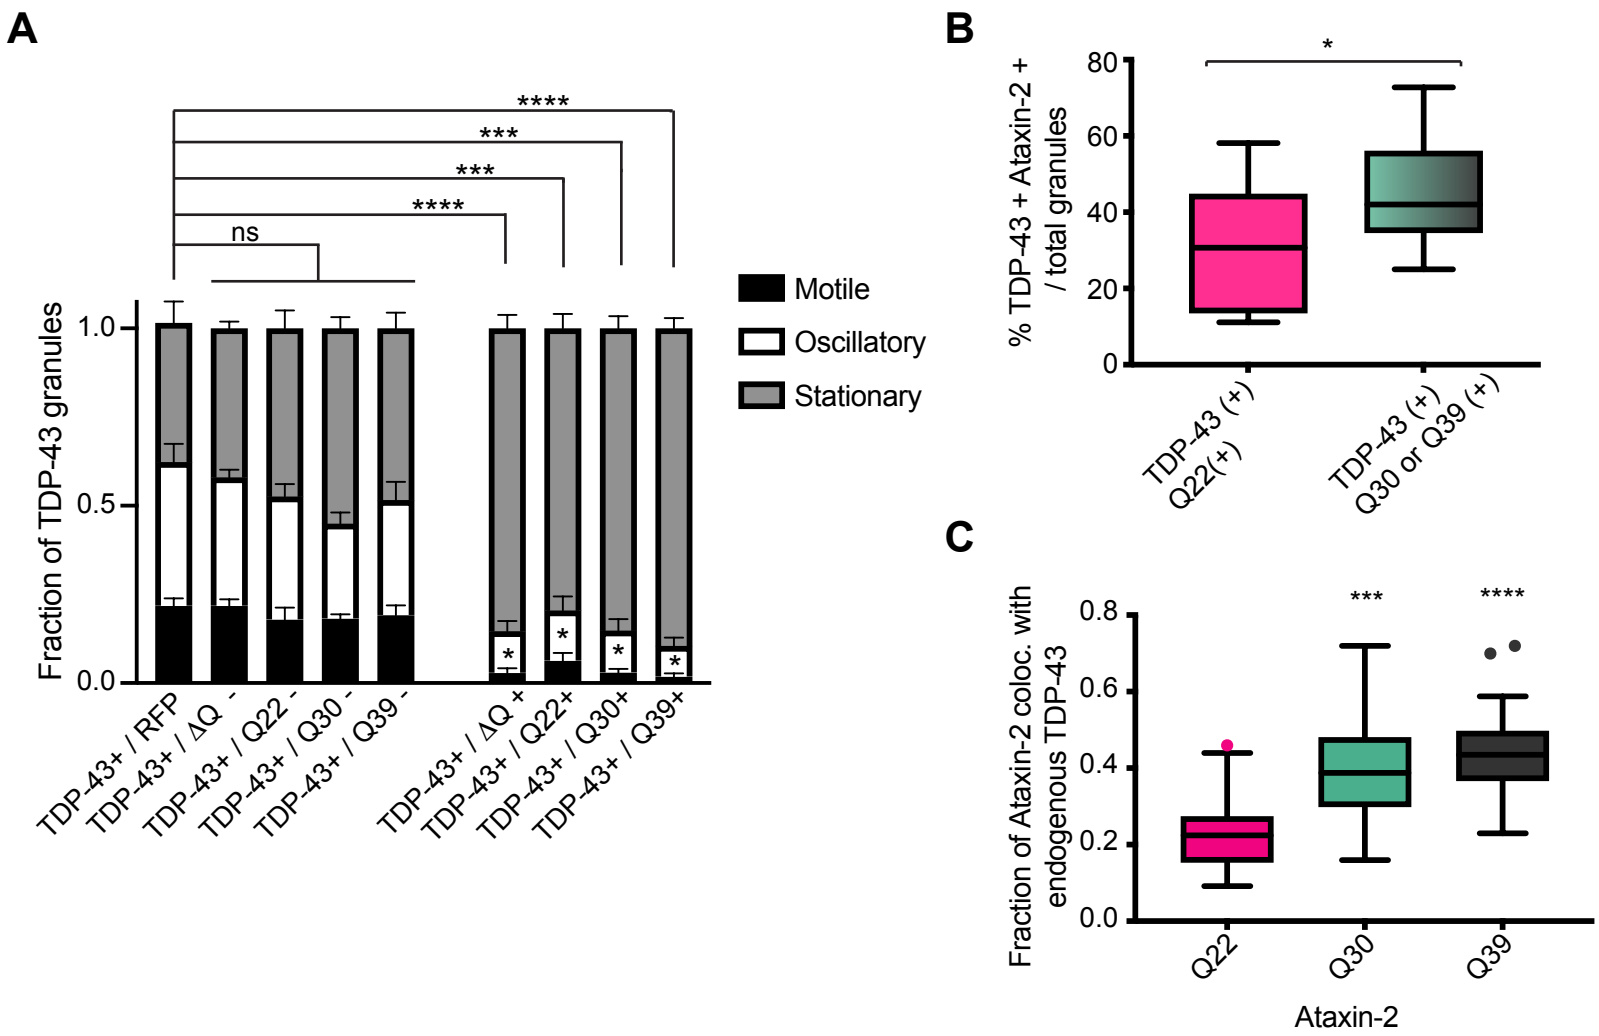 A
****
***
***
****
ns
Fraction of TDP-43 granules
1.0
0.5
0.0
* * * *
TDP-43+ / RFP
TDP-43+ / ΔQ -
TDP-43+ / Q22 -
TDP-43+ / Q30 -
TDP-43+ / Q39 -
TDP-43+ / ΔQ +
TDP-43+ / Q22+
TDP-43+ / Q30+
TDP-43+ / Q39+
Motile
Oscillatory
Stationary
B
*
% TDP-43 + Ataxin-2 +
/ total granules
80
60
40
20
0
TDP-43 (+)
Q22(+)
TDP-43 (+)
Q30 or Q39 (+)
C
*** ****
Fraction of Ataxin-2 coloc. with
endogenous TDP-43
0.8
0.6
0.4
0.2
0.0
Q22
Q30
Q39
Ataxin-2